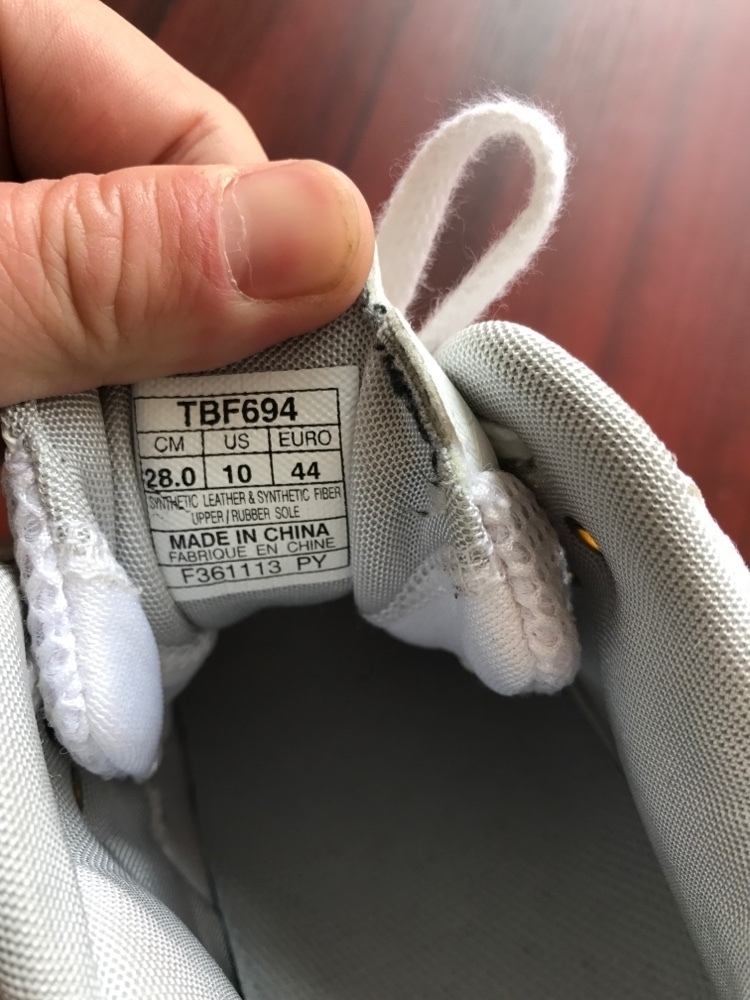 TBF694
CM US EURO
28.0 10 44
SYNTHETIC LEATHER & SYNTHETIC FIBER
UPPER / RUBBER SOLE
MADE IN CHINA
FABRIQUE EN CHINE
F361113 PY